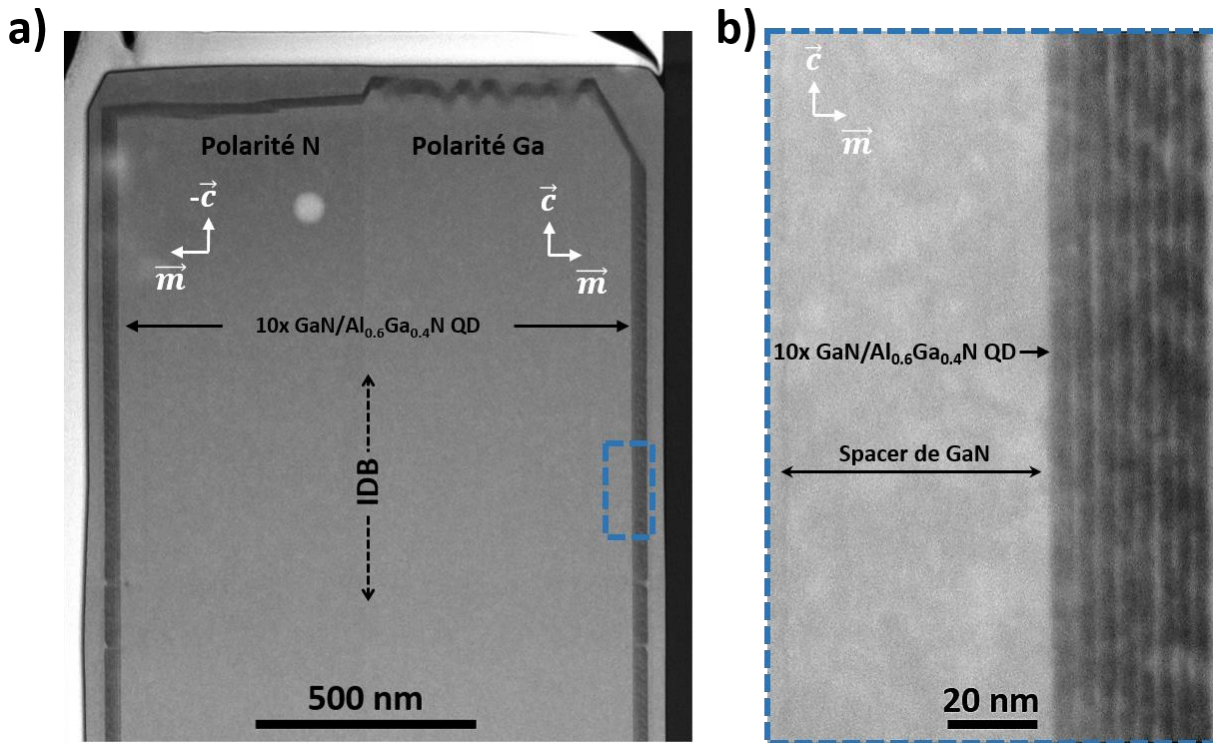 a)
Polarité N
Polarité Ga
-c⃗
m⃗
c⃗
m⃗
10x GaN/Al₀.₆Ga₀.₄N QD
IDB
500 nm
b)
c⃗
m⃗
10x GaN/Al₀.₆Ga₀.₄N QD
Spacer de GaN
20 nm